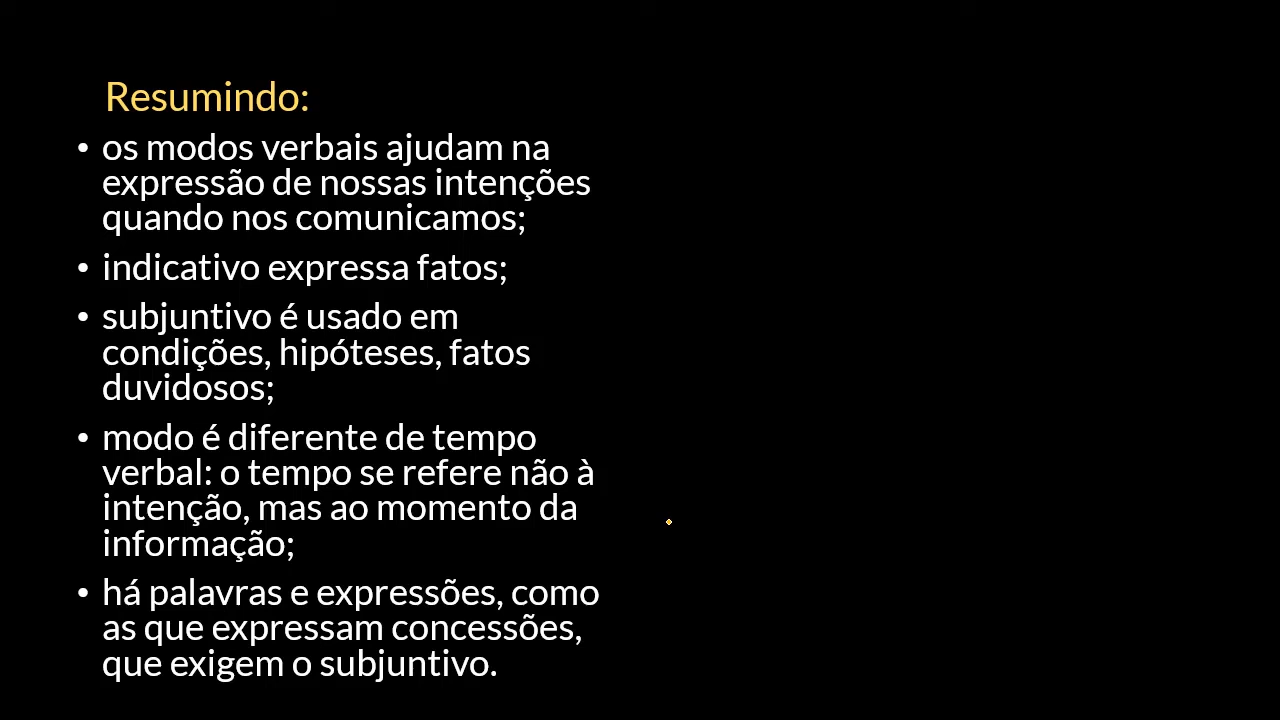 Resumindo:
• os modos verbais ajudam na
expressão de nossas intenções
quando nos comunicamos;
• indicativo expressa fatos;
• subjuntivo é usado em
condições, hipóteses, fatos
duvidosos;
• modo é diferente de tempo
verbal: o tempo se refere não à
intenção, mas ao momento da
informação;
• há palavras e expressões, como
as que expressam concessões,
que exigem o subjuntivo.